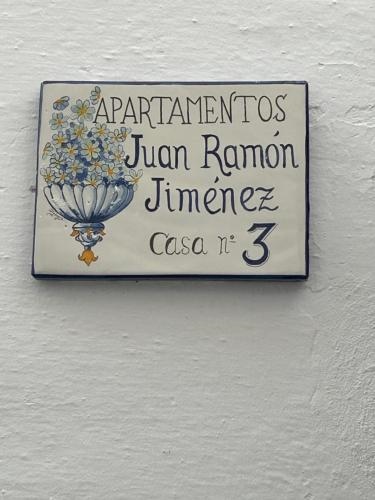 APARTAMENTOS
Juan Ramón
Jiménez
Casa nº 3